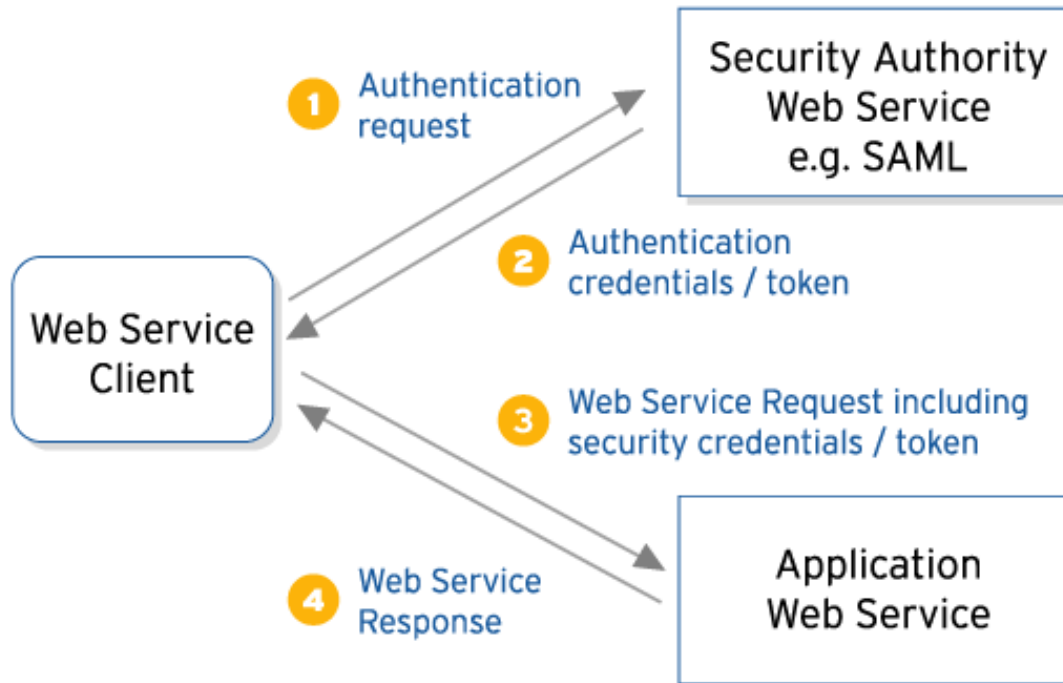 1
Authentication
request
Security Authority
Web Service
e.g. SAML
2
Authentication
credentials / token
Web Service
Client
3
Web Service Request including
security credentials / token
4
Web Service
Response
Application
Web Service